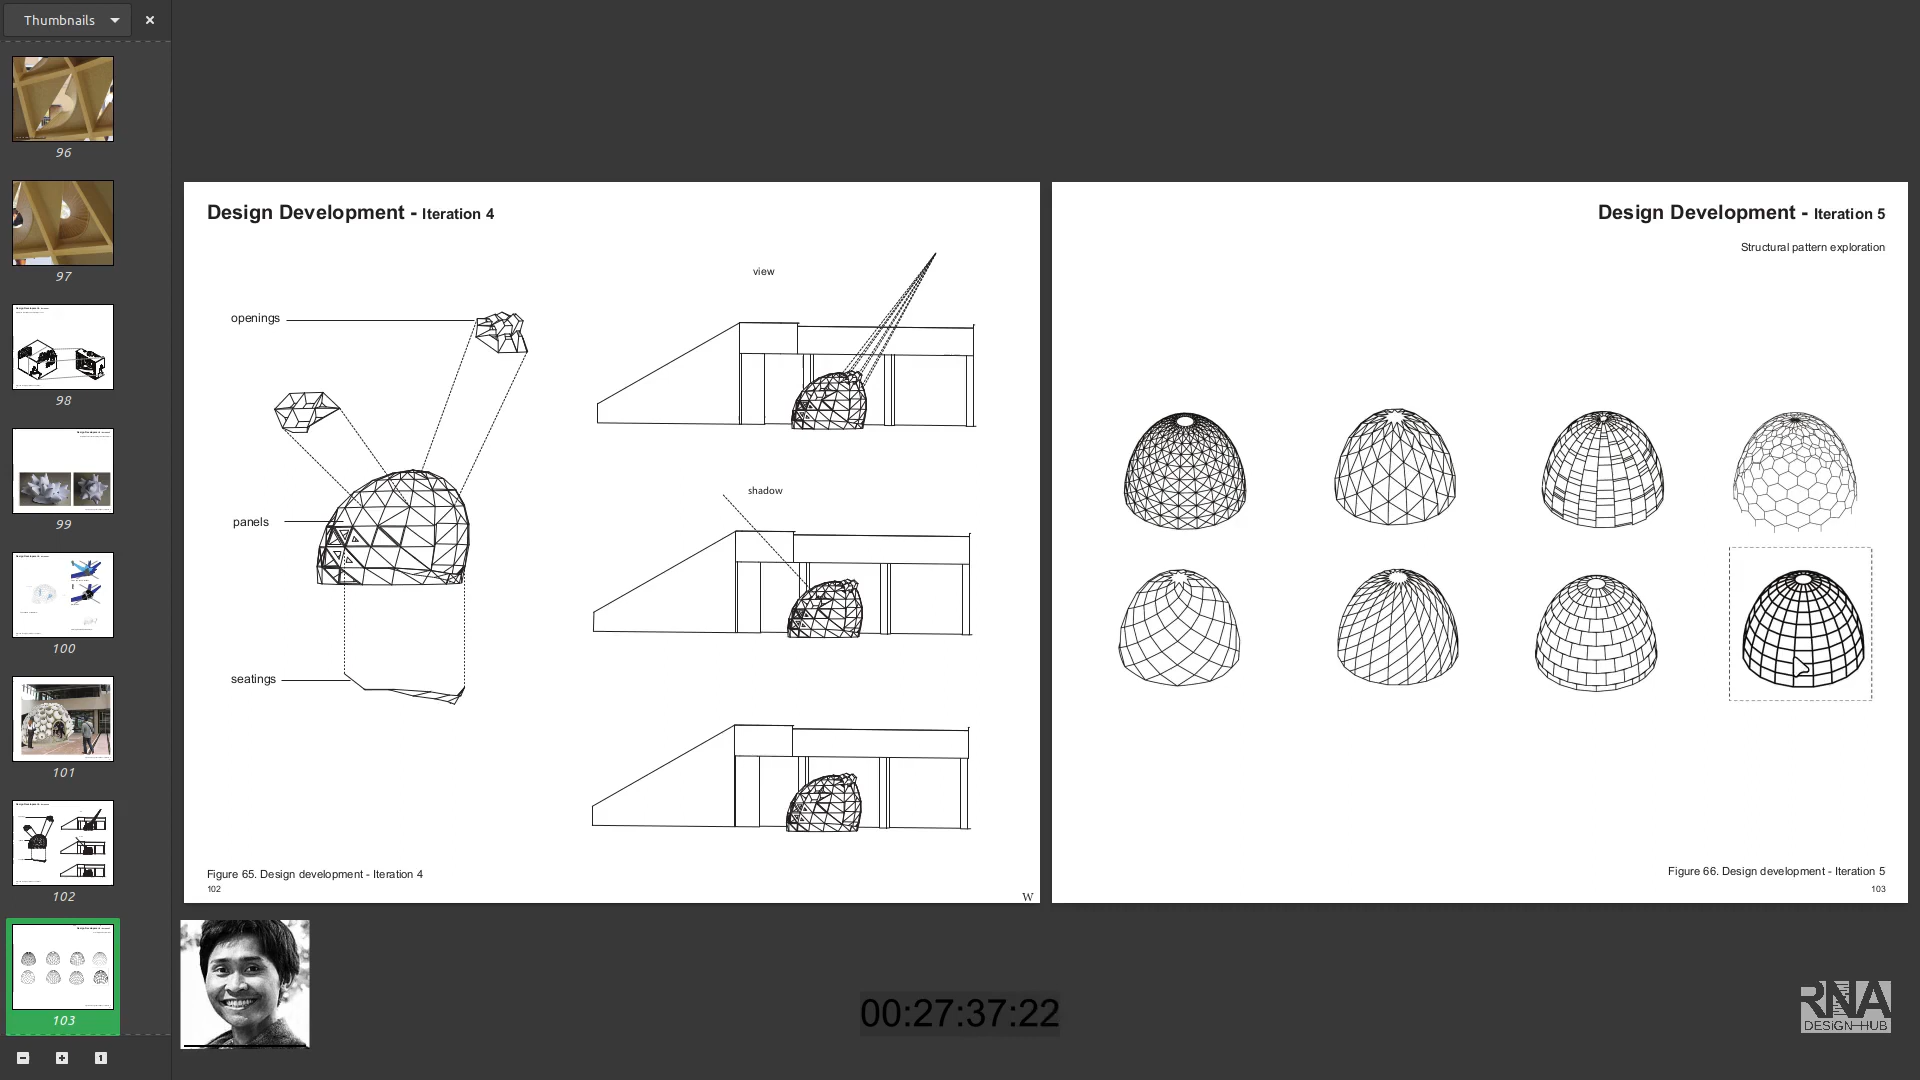 Thumbnails
96
97
98
99
100
101
102
103
Design Development - Iteration 4
view
openings
shadow
panels
seatings
Figure 65. Design development - Iteration 4
102
W
Design Development - Iteration 5
Structural pattern exploration
Figure 66. Design development - Iteration 5
103
00:27:37:22
RNA
DESIGN-HUB